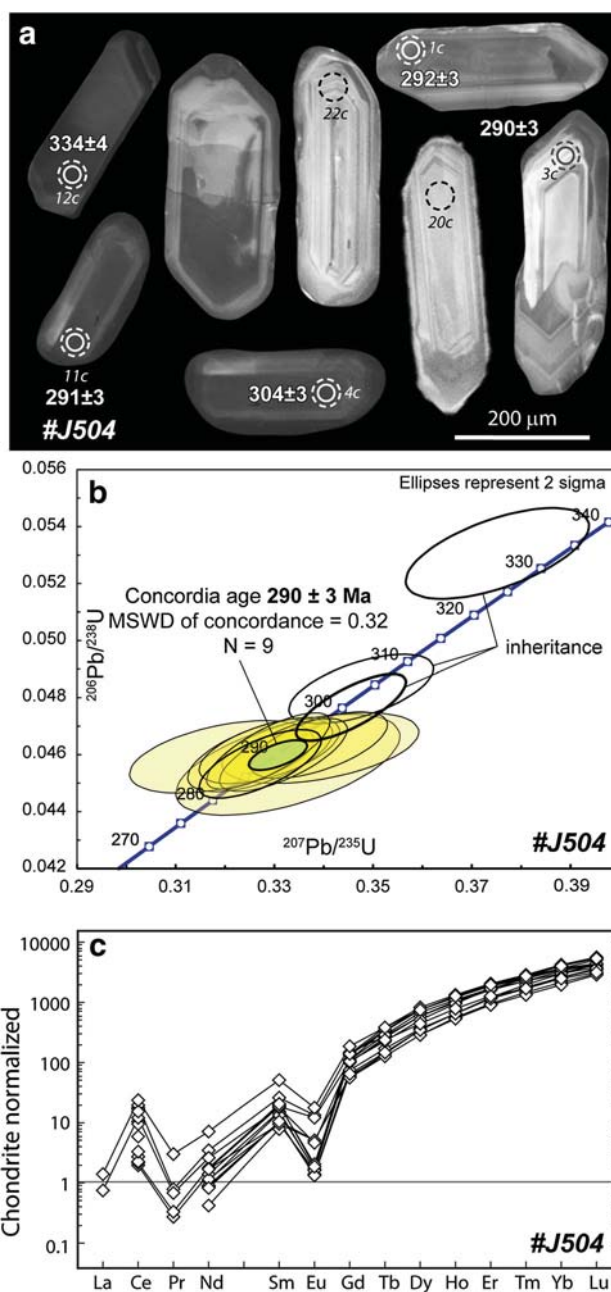 a
1c
292±3
334±4
22c
290±3
12c
3c
20c
11c
304±3 4c
291±3
#J504
200 µm
b
0.056
Ellipses represent 2 sigma
340
0.054
330
Concordia age 290 ± 3 Ma
0.052
MSWD of concordance = 0.32
320
N = 9
206Pb/238U
0.050
310
inheritance
0.048
300
0.046
290
280
0.044
270
207Pb/235U
#J504
0.042
0.29 0.31 0.33 0.35 0.37 0.39
c
10000
1000
100
10
1
0.1
Chondrite normalized
#J504
La Ce Pr Nd Sm Eu Gd Tb Dy Ho Er Tm Yb Lu